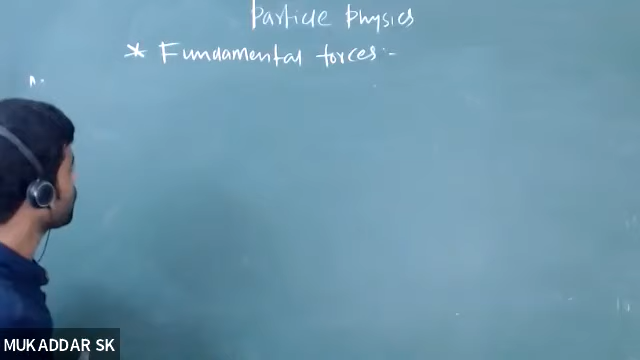 Particle Physics
* Fundamental forces:-
MUKADDAR SK